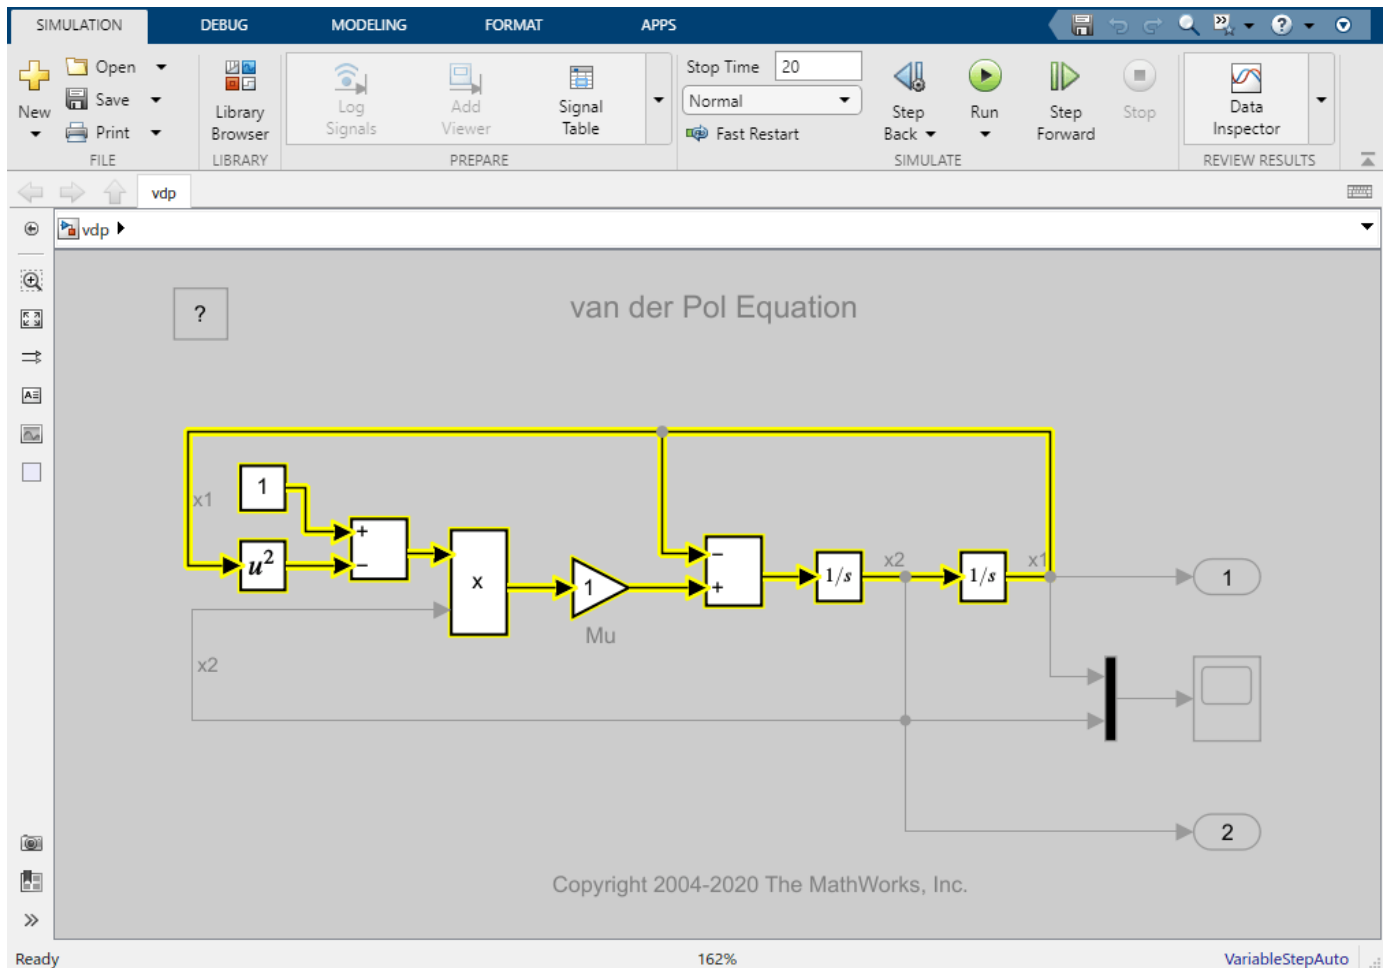 SIMULATION DEBUG MODELING FORMAT APPS
New
Open
Save
Print
FILE
Library
Browser
LIBRARY
Log
Signals
Add
Viewer
Signal
Table
PREPARE
Stop Time 20
Normal
Fast Restart
Step
Back
Run
Step
Forward
Stop
SIMULATE
Data
Inspector
REVIEW RESULTS
vdp
vdp
?
van der Pol Equation
x1
1
u²
+
−
x
1
Mu
−
+
1/s
x2
1/s
x1
1
x2
2
Copyright 2004-2020 The MathWorks, Inc.
Ready 162% VariableStepAuto